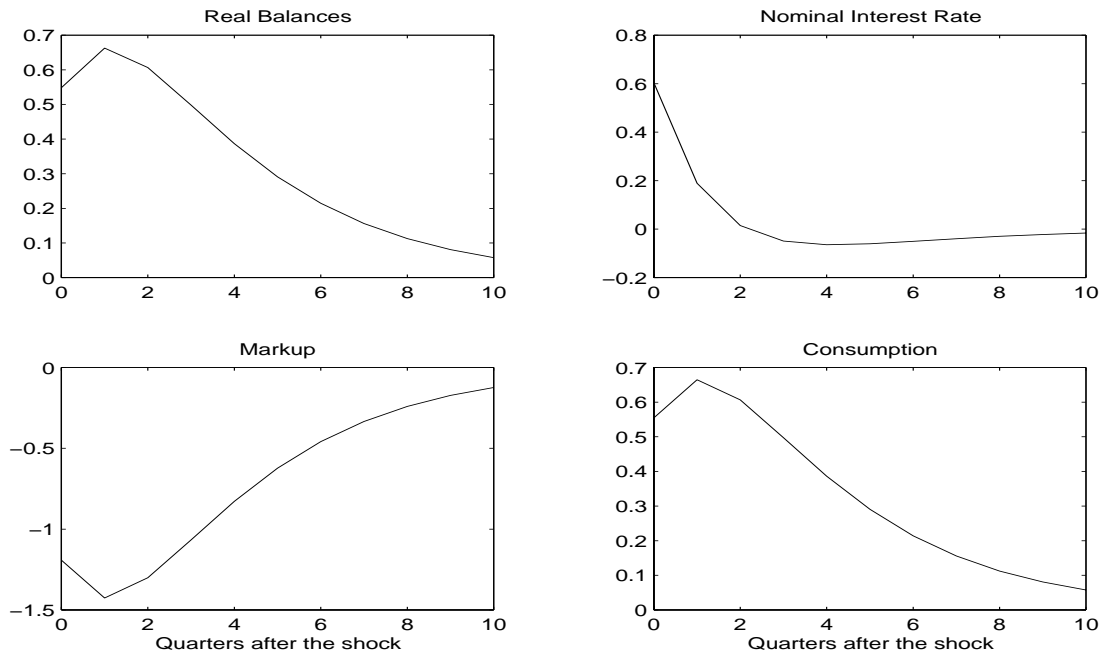 Real Balances
0.7
0.6
0.5
0.4
0.3
0.2
0.1
0
0 2 4 6 8 10
Nominal Interest Rate
0.8
0.6
0.4
0.2
0
−0.2
0 2 4 6 8 10
Markup
0
−0.5
−1
−1.5
0 2 4 6 8 10
Quarters after the shock
Consumption
0.7
0.6
0.5
0.4
0.3
0.2
0.1
0
0 2 4 6 8 10
Quarters after the shock